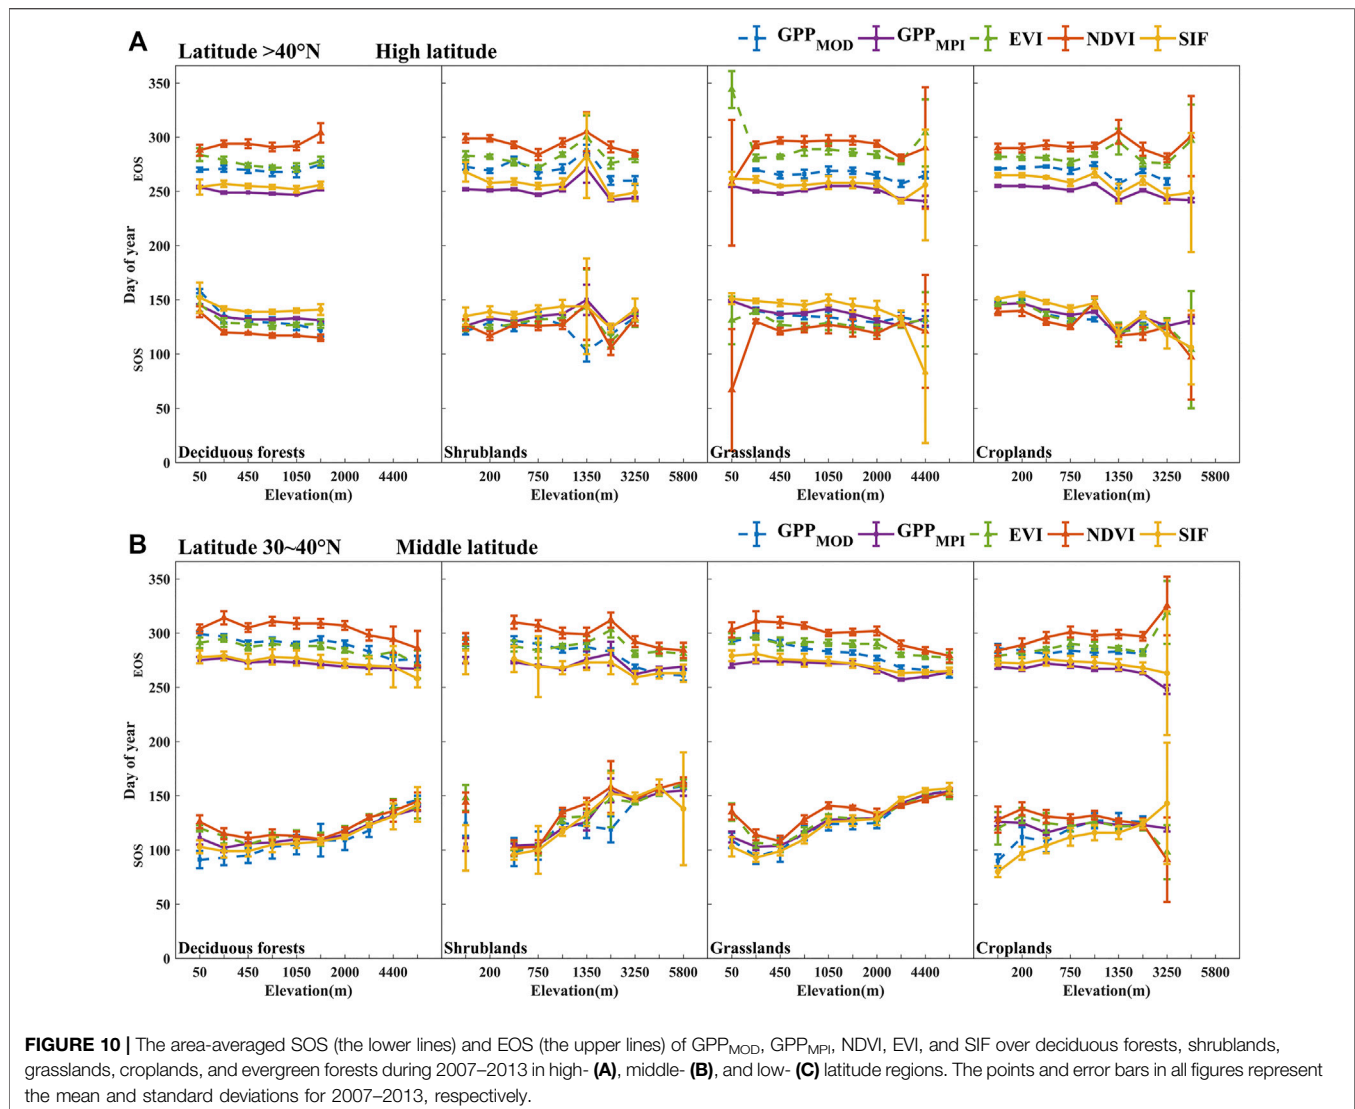 A
Latitude >40°N High latitude
GPPMOD GPPMPI EVI NDVI SIF
350
300
250
200
150
100
50
0
EOS
Day of year
SOS
Deciduous forests Shrublands Grasslands Croplands
50 450 1050 2000 4400 200 750 1350 3250 5800 50 450 1050 2000 4400 200 750 1350 3250 5800
Elevation(m) Elevation(m) Elevation(m) Elevation(m)
B
Latitude 30~40°N Middle latitude
GPPMOD GPPMPI EVI NDVI SIF
350
300
250
200
150
100
50
0
EOS
Day of year
SOS
Deciduous forests Shrublands Grasslands Croplands
50 450 1050 2000 4400 200 750 1350 3250 5800 50 450 1050 2000 4400 200 750 1350 3250 5800
Elevation(m) Elevation(m) Elevation(m) Elevation(m)
FIGURE 10 | The area-averaged SOS (the lower lines) and EOS (the upper lines) of GPPMOD, GPPMPI, NDVI, EVI, and SIF over deciduous forests, shrublands,
grasslands, croplands, and evergreen forests during 2007–2013 in high- (A), middle- (B), and low- (C) latitude regions. The points and error bars in all figures represent
the mean and standard deviations for 2007–2013, respectively.